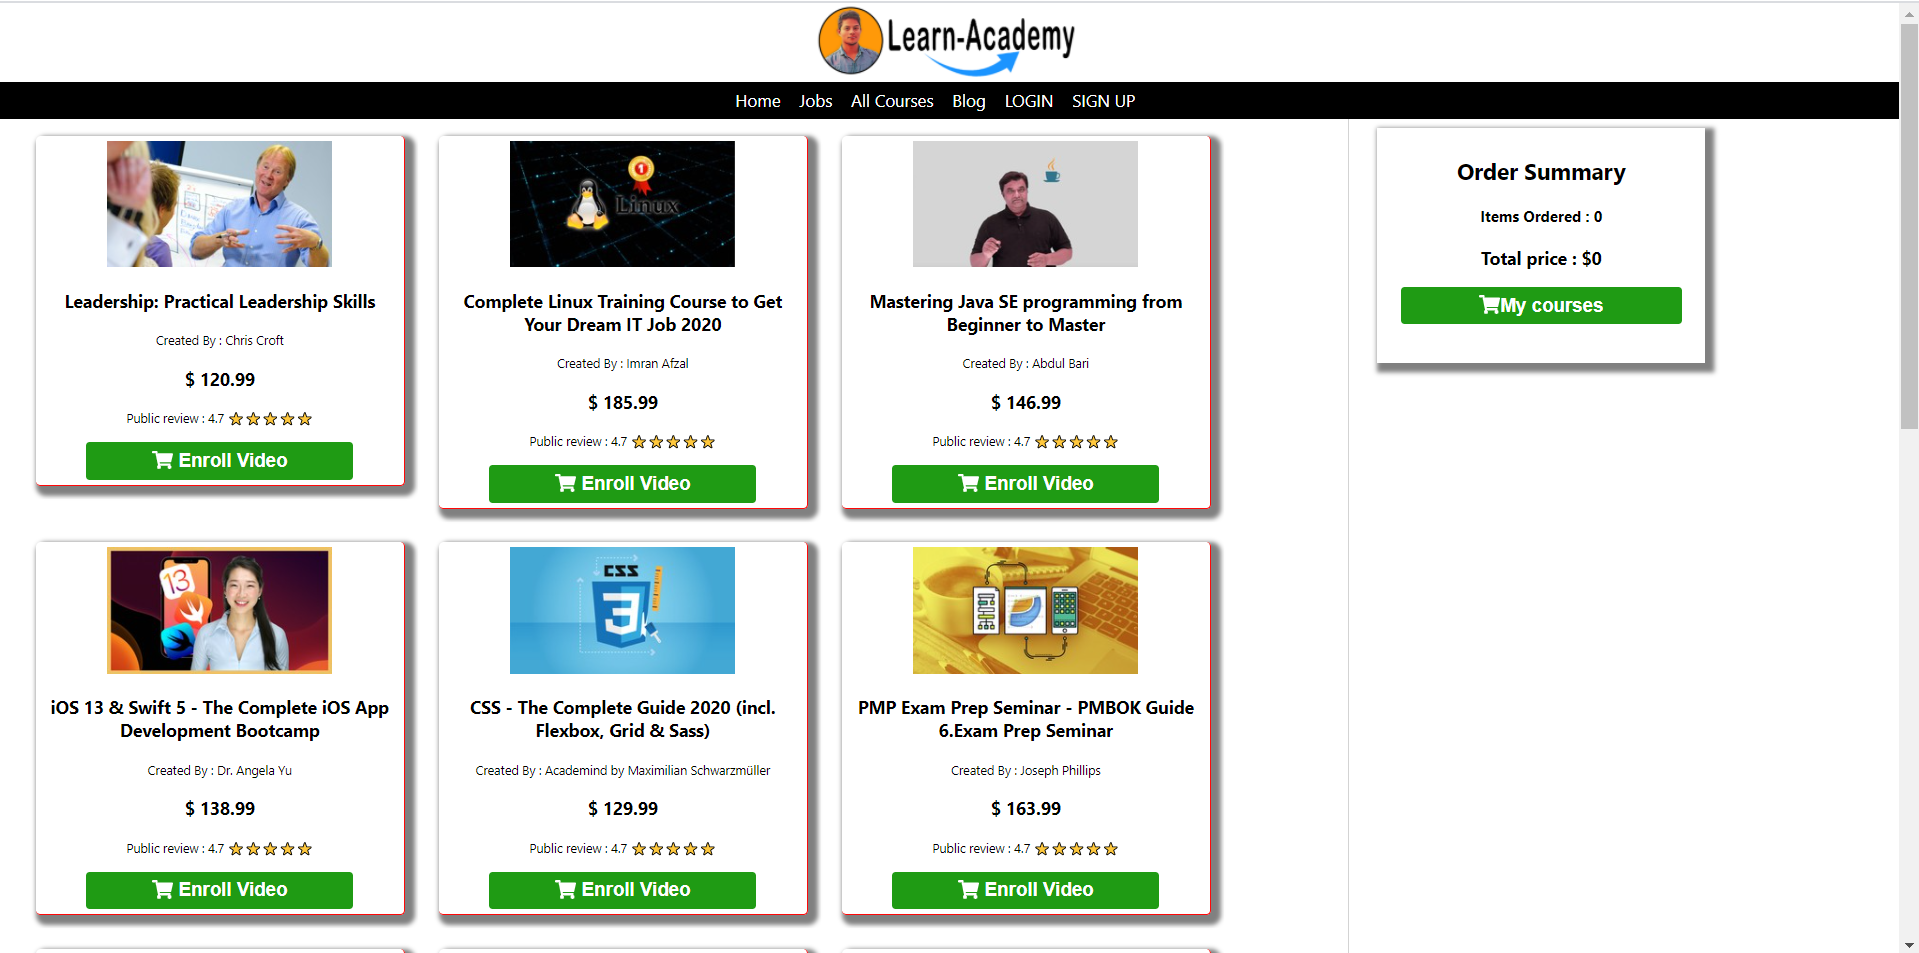 Learn-Academy
Home Jobs All Courses Blog LOGIN SIGN UP
Leadership: Practical Leadership Skills
Created By : Chris Croft
$ 120.99
Public review : 4.7
Enroll Video
Linux
Complete Linux Training Course to Get
Your Dream IT Job 2020
Created By : Imran Afzal
$ 185.99
Public review : 4.7
Enroll Video
Mastering Java SE programming from
Beginner to Master
Created By : Abdul Bari
$ 146.99
Public review : 4.7
Enroll Video
Order Summary
Items Ordered : 0
Total price : $0
My courses
13
iOS 13 & Swift 5 - The Complete iOS App
Development Bootcamp
Created By : Dr. Angela Yu
$ 138.99
Public review : 4.7
Enroll Video
CSS
3
CSS - The Complete Guide 2020 (incl.
Flexbox, Grid & Sass)
Created By : Academind by Maximilian Schwarzmüller
$ 129.99
Public review : 4.7
Enroll Video
PMP Exam Prep Seminar - PMBOK Guide
6.Exam Prep Seminar
Created By : Joseph Phillips
$ 163.99
Public review : 4.7
Enroll Video